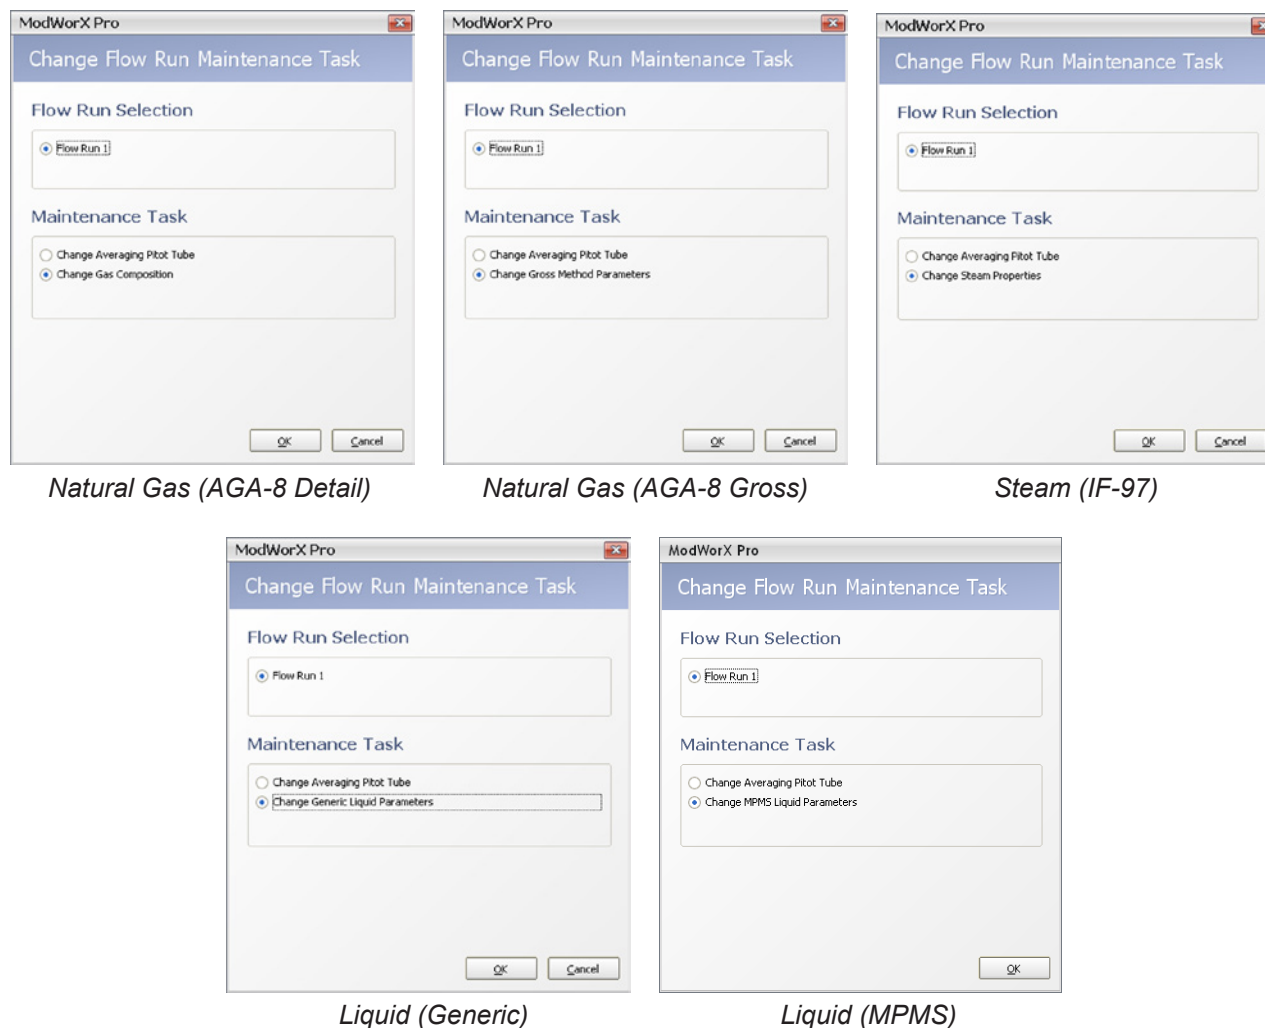 ModWorX Pro
Change Flow Run Maintenance Task
Flow Run Selection
Flow Run 1
Maintenance Task
Change Averaging Pitot Tube
Change Gas Composition
OK Cancel
Natural Gas (AGA-8 Detail)
ModWorX Pro
Change Flow Run Maintenance Task
Flow Run Selection
Flow Run 1
Maintenance Task
Change Averaging Pitot Tube
Change Gross Method Parameters
OK Cancel
Natural Gas (AGA-8 Gross)
ModWorX Pro
Change Flow Run Maintenance Task
Flow Run Selection
Flow Run 1
Maintenance Task
Change Averaging Pitot Tube
Change Steam Properties
OK Cancel
Steam (IF-97)
ModWorX Pro
Change Flow Run Maintenance Task
Flow Run Selection
Flow Run 1
Maintenance Task
Change Averaging Pitot Tube
Change Generic Liquid Parameters
OK Cancel
Liquid (Generic)
ModWorX Pro
Change Flow Run Maintenance Task
Flow Run Selection
Flow Run 1
Maintenance Task
Change Averaging Pitot Tube
Change MPMS Liquid Parameters
OK
Liquid (MPMS)